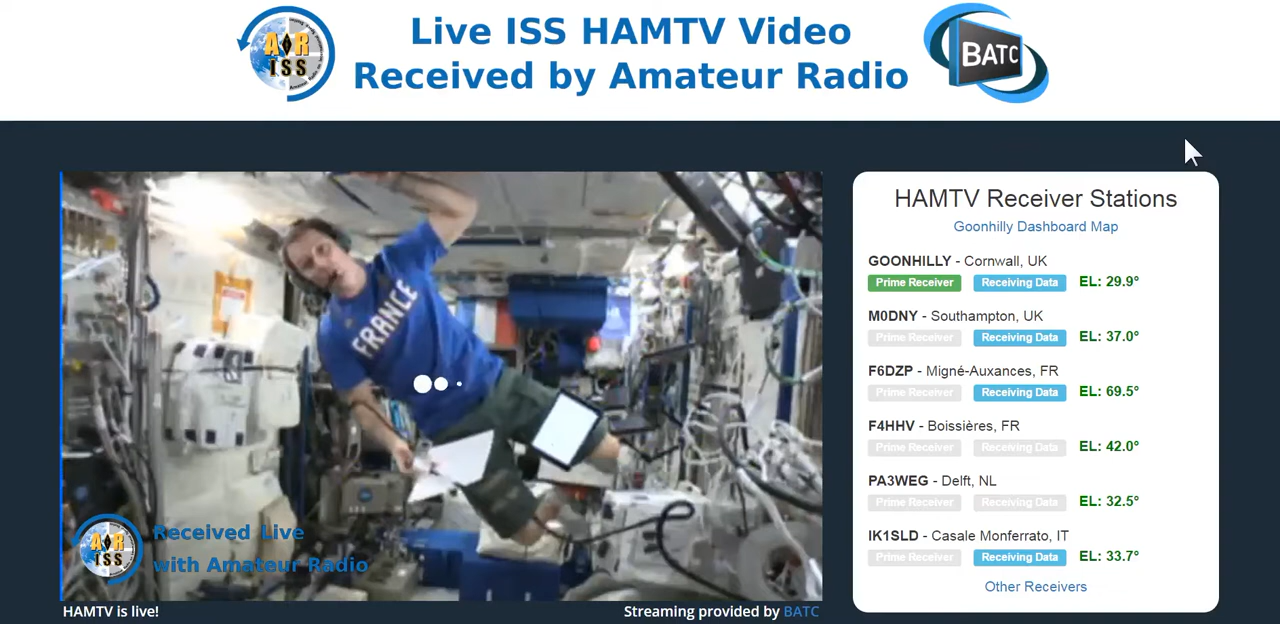 Live ISS HAMTV Video
Received by Amateur Radio
A R
ISS
BATC
FRANCE
A R
ISS
Received Live
with Amateur Radio
HAMTV is live!
Streaming provided by BATC
HAMTV Receiver Stations
Goonhilly Dashboard Map
GOONHILLY - Cornwall, UK
Prime Receiver Receiving Data EL: 29.9°
M0DNY - Southampton, UK
Prime Receiver Receiving Data EL: 37.0°
F6DZP - Migné-Auxances, FR
Prime Receiver Receiving Data EL: 69.5°
F4HHV - Boissières, FR
Prime Receiver Receiving Data EL: 42.0°
PA3WEG - Delft, NL
Prime Receiver Receiving Data EL: 32.5°
IK1SLD - Casale Monferrato, IT
Prime Receiver Receiving Data EL: 33.7°
Other Receivers